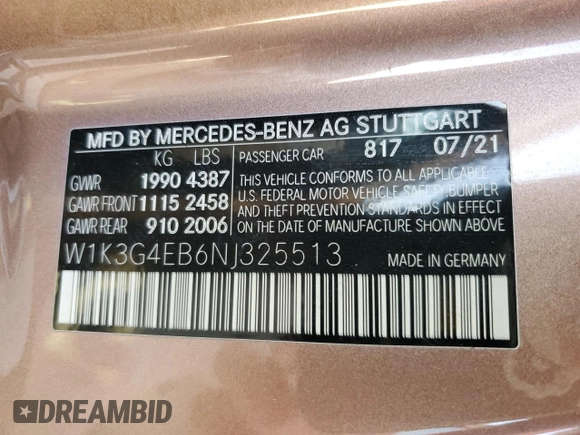 MFD BY MERCEDES-BENZ AG STUTTGART
KG LBS PASSENGER CAR 817 07/21
GVWR 1990 4387
GAWR FRONT 1115 2458
GAWR REAR 910 2006
THIS VEHICLE CONFORMS TO ALL APPLICABLE
U.S. FEDERAL MOTOR VEHICLE SAFETY, BUMPER
AND THEFT PREVENTION STANDARDS IN EFFECT
ON THE DATE OF MANUFACTURE SHOWN ABOVE.
W1K3G4EB6NJ325513 MADE IN GERMANY
DREAMBID